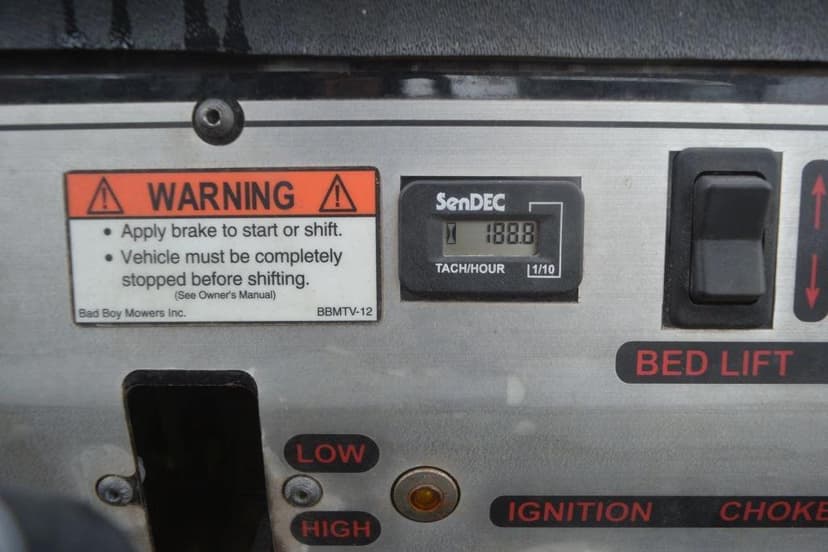 WARNING
• Apply brake to start or shift.
• Vehicle must be completely
stopped before shifting.
(See Owner's Manual)
Bad Boy Mowers Inc. BBMTV-12
SenDEC
188.8
TACH/HOUR 1/10
BED LIFT
LOW
HIGH
IGNITION CHOKE